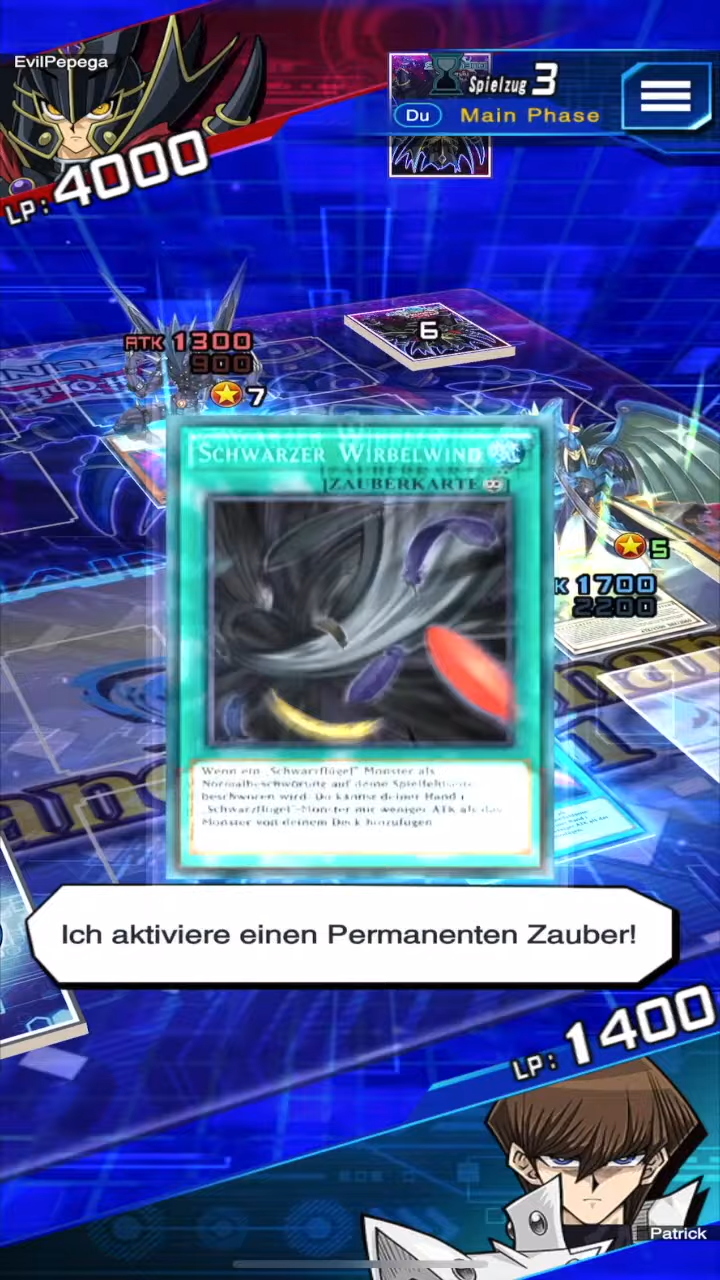 EvilPepega
Spielzug 3
Du
Main Phase
LP: 4000
6
ATK 1300
900
7
SCHWARZER WIRBELWIND
ZAUBERKARTE
5
1700
2200
Wenn ein „Schwarzflügel"-Monster als
Normalbeschwörung auf deine Spielfeldseite
beschworen wird: Du kannst deiner Hand 1
„Schwarzflügel"-Monster mit weniger ATK als das
Monster von deinem Deck hinzufügen.
Ich aktiviere einen Permanenten Zauber!
LP: 1400
Patrick